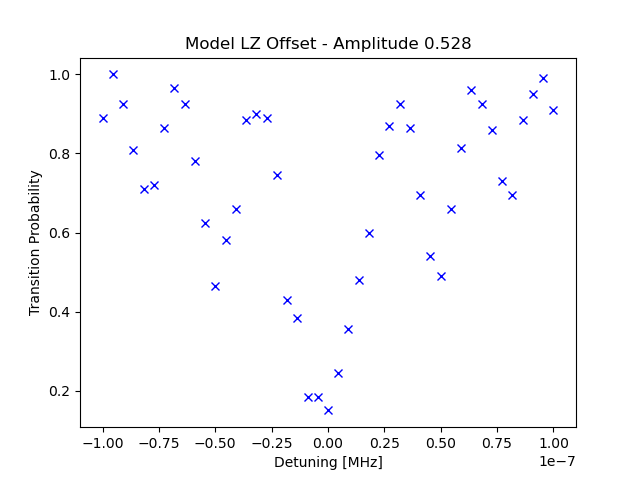 Model LZ Offset - Amplitude 0.528
Transition Probability
1.0
0.8
0.6
0.4
0.2
−1.00 −0.75 −0.50 −0.25 0.00 0.25 0.50 0.75 1.00
1e−7
Detuning [MHz]